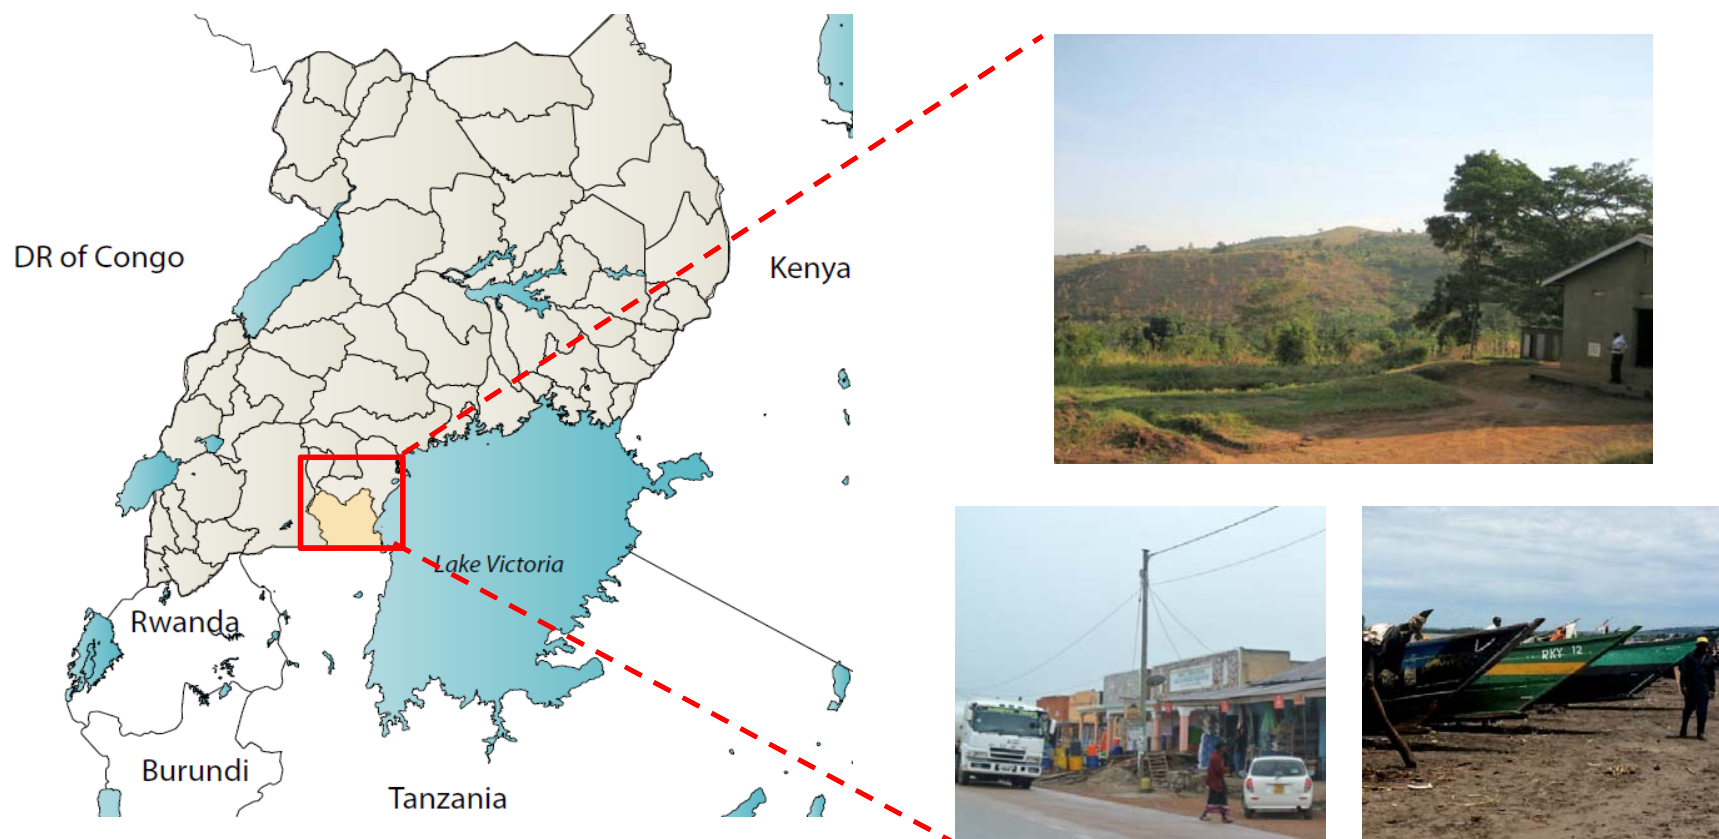 DR of Congo
Kenya
Lake Victoria
Rwanda
Burundi
Tanzania
RKY 12